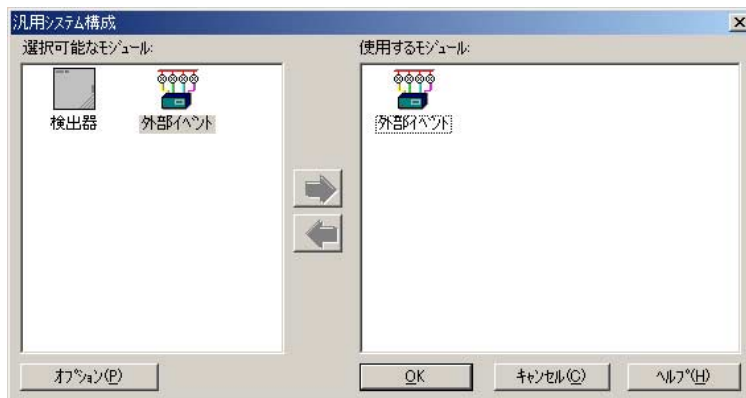 汎用ｼｽﾃﾑ構成
選択可能なﾓｼﾞｭｰﾙ:
使用するﾓｼﾞｭｰﾙ:
検出器
外部ｲﾍﾞﾝﾄ
外部ｲﾍﾞﾝﾄ
ｵﾌﾟｼｮﾝ(P)
OK
ｷｬﾝｾﾙ(C)
ﾍﾙﾌﾟ(H)